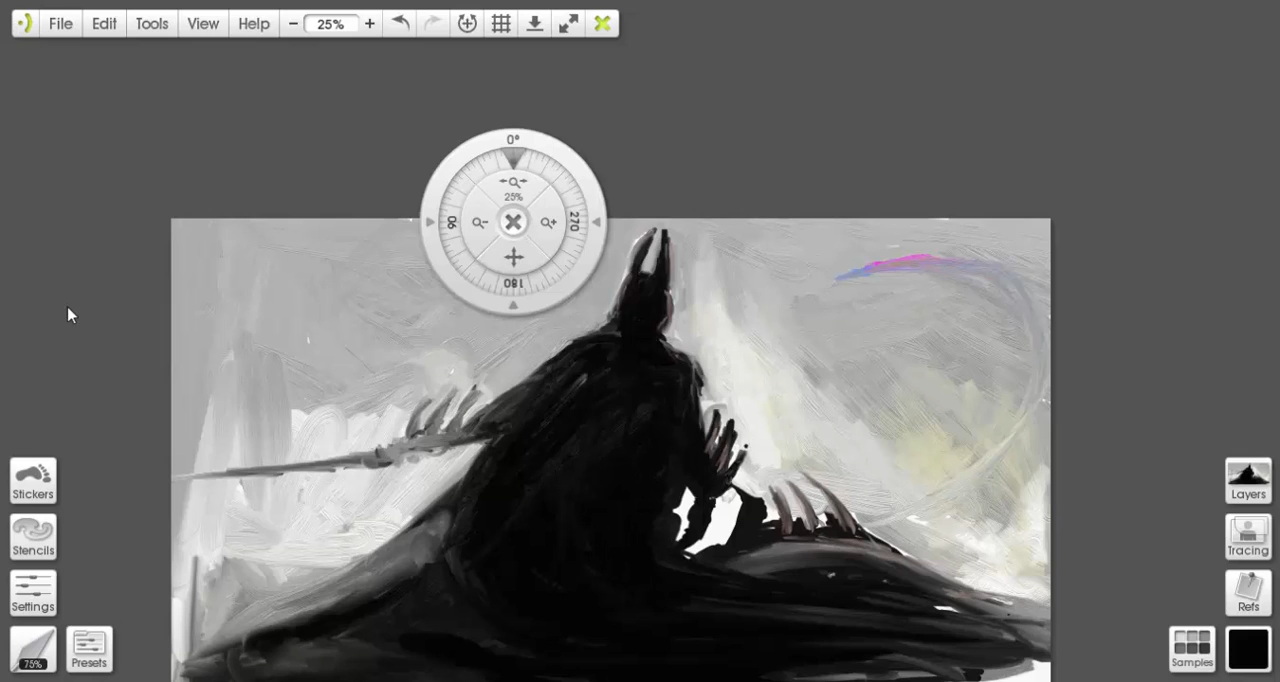 File Edit Tools View Help 25%
0°
25%
90
270
180
Stickers
Stencils
Settings
75%
Presets
Layers
Tracing
Refs
Samples